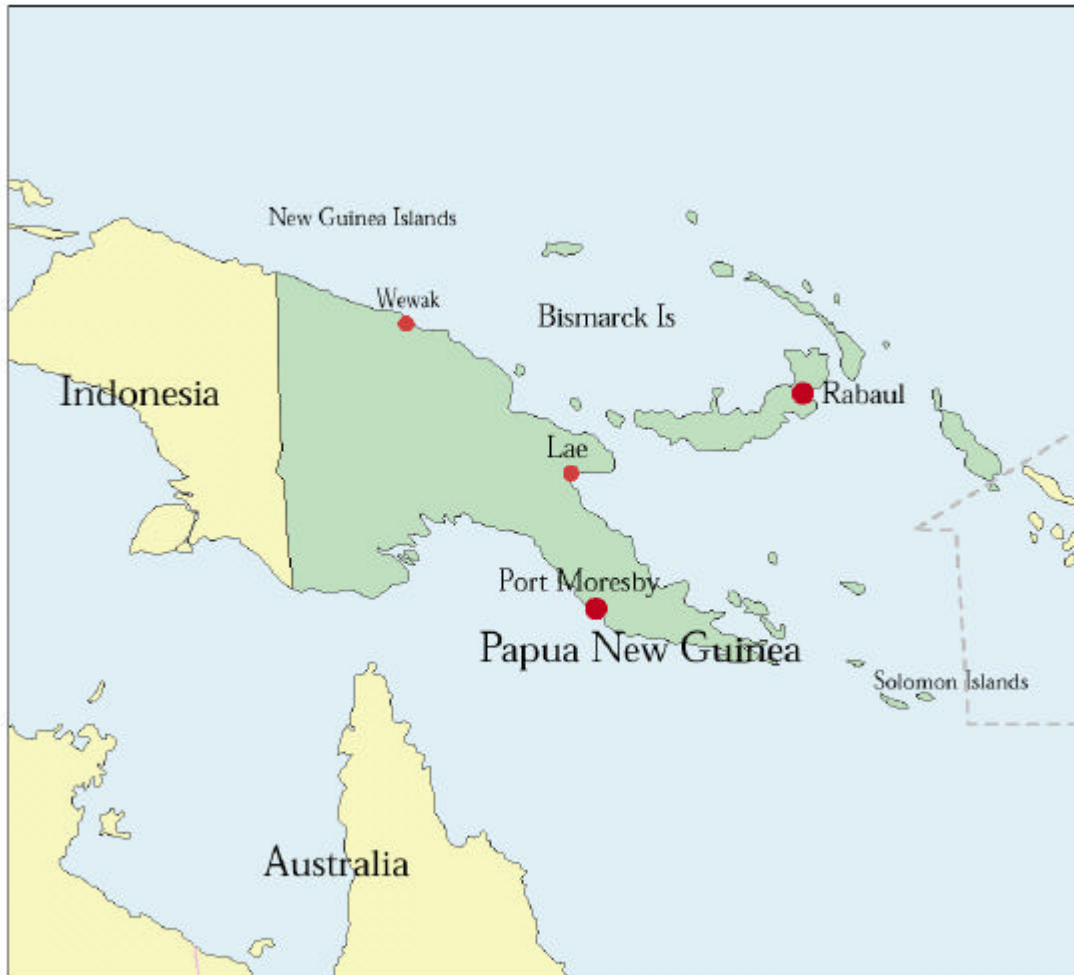 New Guinea Islands
Wewak
Bismarck Is
Indonesia
Rabaul
Lae
Port Moresby
Papua New Guinea
Solomon Islands
Australia